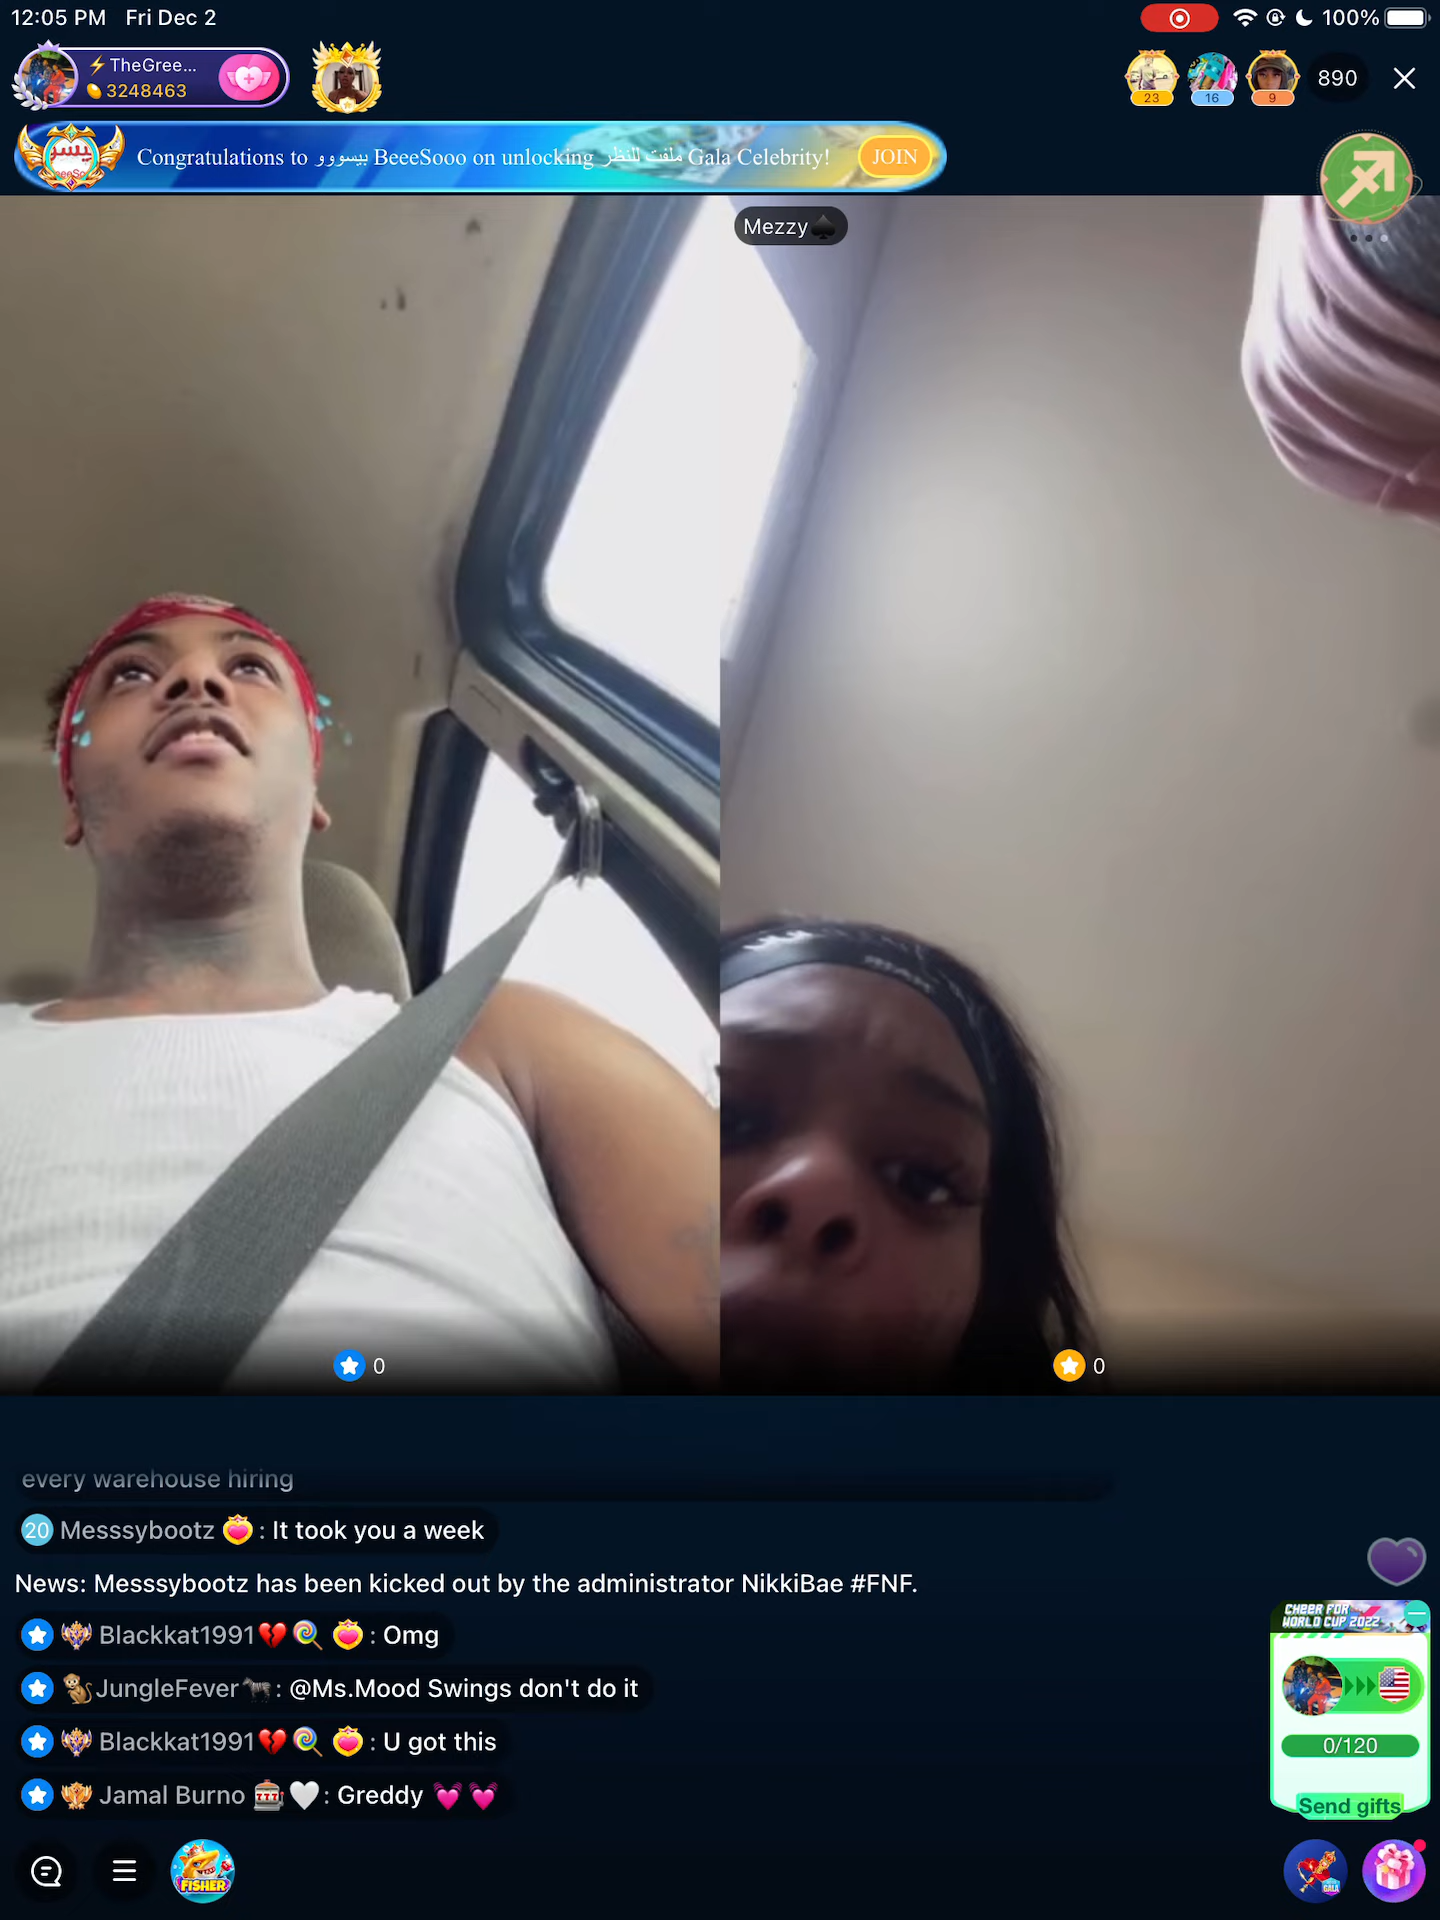 12:05 PM Fri Dec 2 100%
⚡TheGree...
3248463
23 16 9 890
Congratulations to بيسووو BeeeSooo on unlocking ملفت للنظر Gala Celebrity! JOIN
Mezzy♠
0 0
every warehouse hiring
20 Messsybootz : It took you a week
News: Messsybootz has been kicked out by the administrator NikkiBae #FNF.
Blackkat1991💔🍭 : Omg
🐒JungleFever🦓: @Ms.Mood Swings don't do it
Blackkat1991💔🍭 : U got this
Jamal Burno 🎰🤍: Greddy 💓💓
CHEER FOR
WORLD CUP 2022
0/120
Send gifts
FISHER
GALA